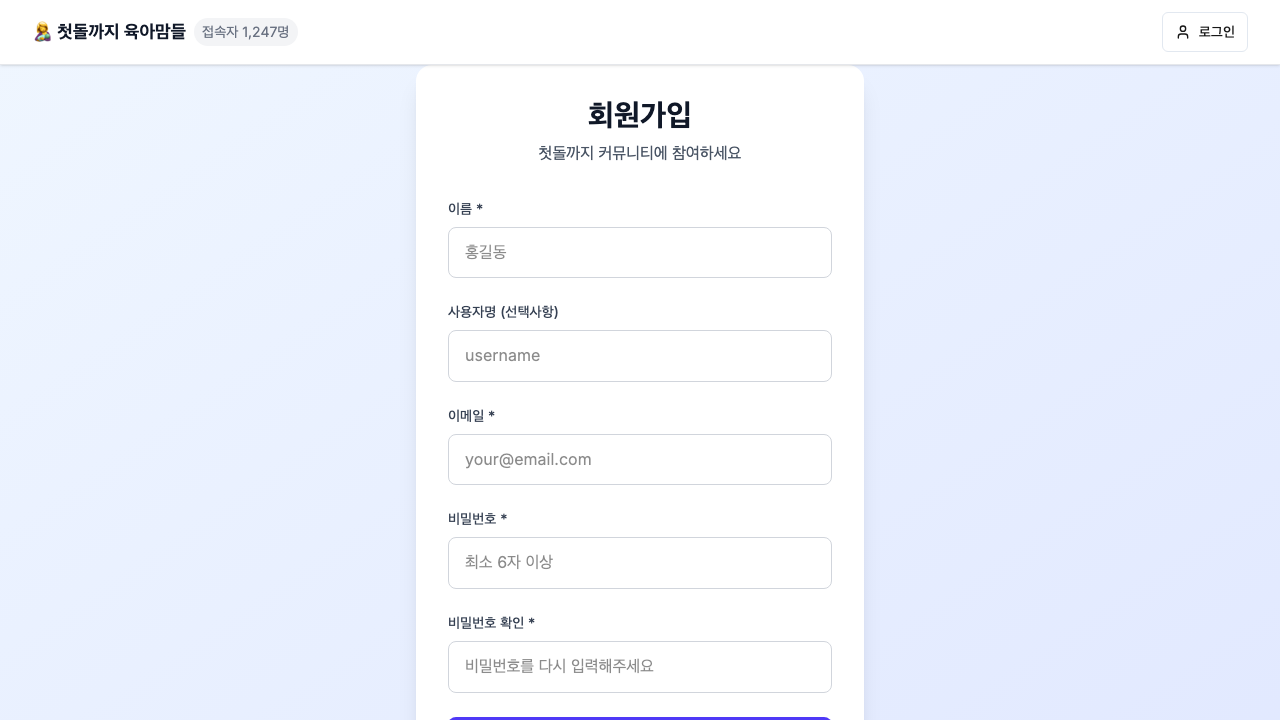 첫돌까지 육아맘들 접속자 1,247명 로그인
회원가입
첫돌까지 커뮤니티에 참여하세요
이름 *
홍길동
사용자명 (선택사항)
username
이메일 *
your@email.com
비밀번호 *
최소 6자 이상
비밀번호 확인 *
비밀번호를 다시 입력해주세요